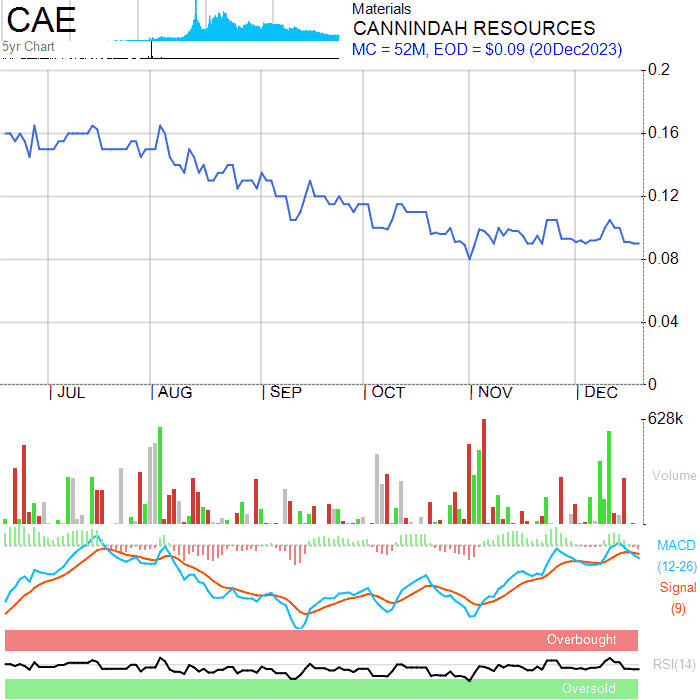 CAE
5yr Chart
Materials
CANNINDAH RESOURCES
MC = 52M, EOD = $0.09 (20Dec2023)
0.2
0.16
0.12
0.08
0.04
0
JUL
AUG
SEP
OCT
NOV
DEC
628k
Volume
MACD
(12-26)
Signal
(9)
Overbought
RSI(14)
Oversold